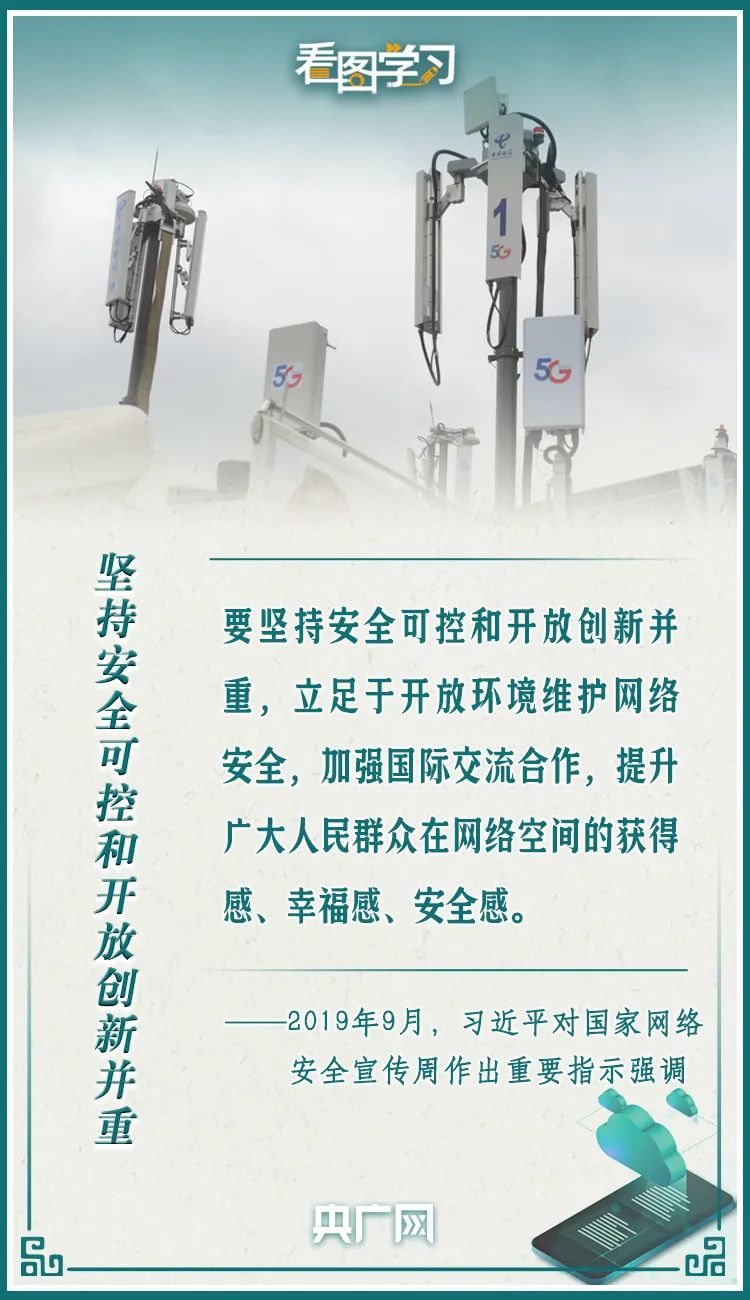 看图学习
中国电信
1
5G
5G
5G
坚持安全可控和开放创新并重
要坚持安全可控和开放创新并
重，立足于开放环境维护网络
安全，加强国际交流合作，提升
广大人民群众在网络空间的获得
感、幸福感、安全感。
——2019年9月，习近平对国家网络
安全宣传周作出重要指示强调
央广网